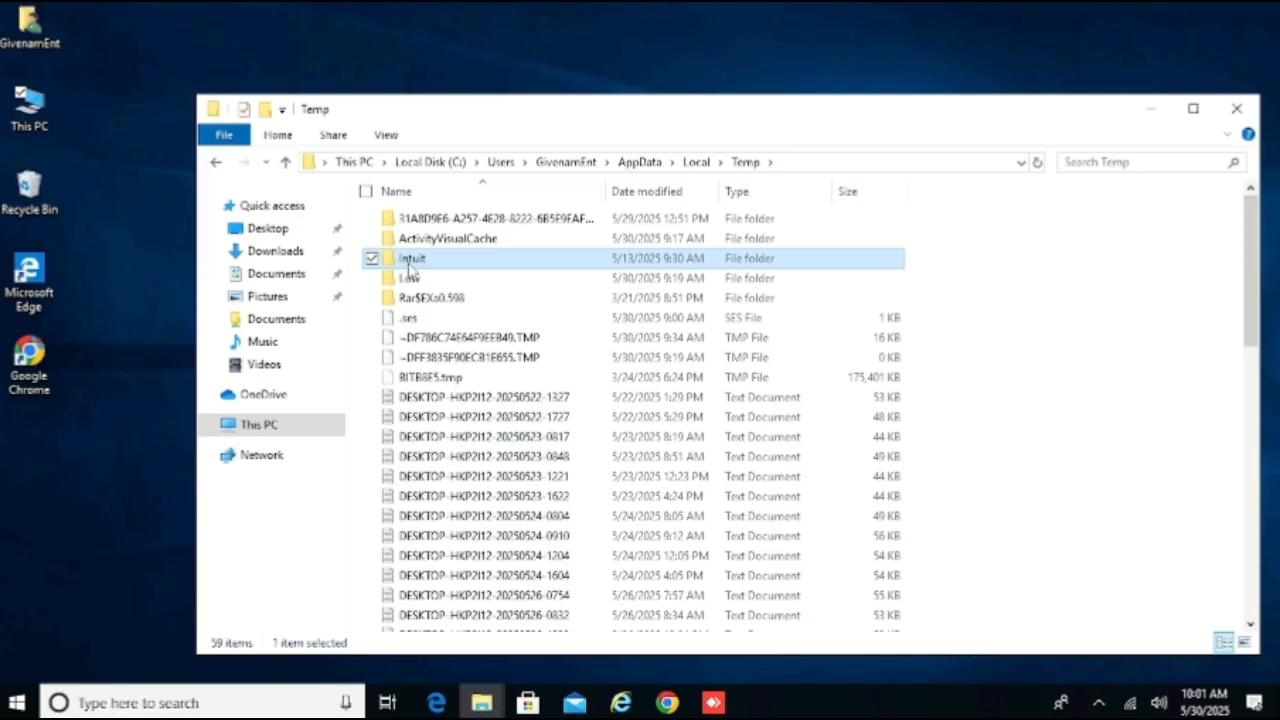 GivenamEnt
This PC
Recycle Bin
Microsoft
Edge
Google
Chrome
Temp
File Home Share View
This PC > Local Disk (C:) > Users > GivenamEnt > AppData > Local > Temp >
Search Temp
Quick access
Desktop
Downloads
Documents
Pictures
Documents
Music
Videos
OneDrive
This PC
Network
Name Date modified Type Size
31A8D9E6-A257-4E28-8222-6B5E9EAF... 5/29/2025 12:51 PM File folder
ActivityVisualCache 5/30/2025 9:17 AM File folder
Intuit 5/13/2025 9:30 AM File folder
Low 5/30/2025 9:19 AM File folder
Rar$EXa0.598 3/21/2025 8:51 PM File folder
.ses 5/30/2025 9:00 AM SES File 1 KB
~DF786C74E64F9EEB49.TMP 5/30/2025 9:34 AM TMP File 16 KB
~DFF3835F90ECB1E655.TMP 5/30/2025 9:19 AM TMP File 0 KB
BITB8E5.tmp 3/24/2025 6:24 PM TMP File 175,401 KB
DESKTOP-HKP2I12-20250522-1327 5/22/2025 1:29 PM Text Document 53 KB
DESKTOP-HKP2I12-20250522-1727 5/22/2025 5:29 PM Text Document 48 KB
DESKTOP-HKP2I12-20250523-0817 5/23/2025 8:19 AM Text Document 44 KB
DESKTOP-HKP2I12-20250523-0848 5/23/2025 8:51 AM Text Document 49 KB
DESKTOP-HKP2I12-20250523-1221 5/23/2025 12:23 PM Text Document 44 KB
DESKTOP-HKP2I12-20250523-1622 5/23/2025 4:24 PM Text Document 44 KB
DESKTOP-HKP2I12-20250524-0804 5/24/2025 8:05 AM Text Document 49 KB
DESKTOP-HKP2I12-20250524-0910 5/24/2025 9:12 AM Text Document 56 KB
DESKTOP-HKP2I12-20250524-1204 5/24/2025 12:05 PM Text Document 54 KB
DESKTOP-HKP2I12-20250524-1604 5/24/2025 4:05 PM Text Document 54 KB
DESKTOP-HKP2I12-20250526-0754 5/26/2025 7:57 AM Text Document 55 KB
DESKTOP-HKP2I12-20250526-0832 5/26/2025 8:34 AM Text Document 53 KB
59 items 1 item selected
Type here to search
10:01 AM
5/30/2025